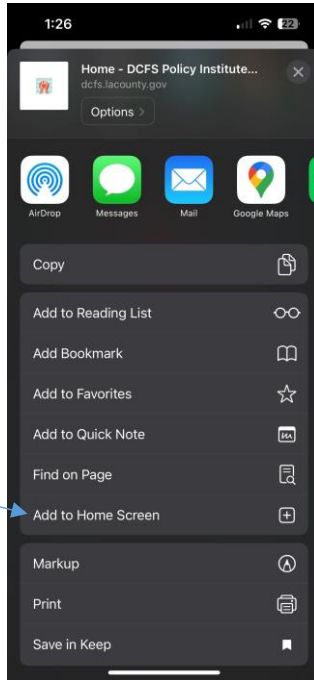 1:26
22
Home - DCFS Policy Institute...
dcfs.lacounty.gov
Options
AirDrop
Messages
Mail
Google Maps
Copy
Add to Reading List
Add Bookmark
Add to Favorites
Add to Quick Note
Find on Page
Add to Home Screen
Markup
Print
Save in Keep